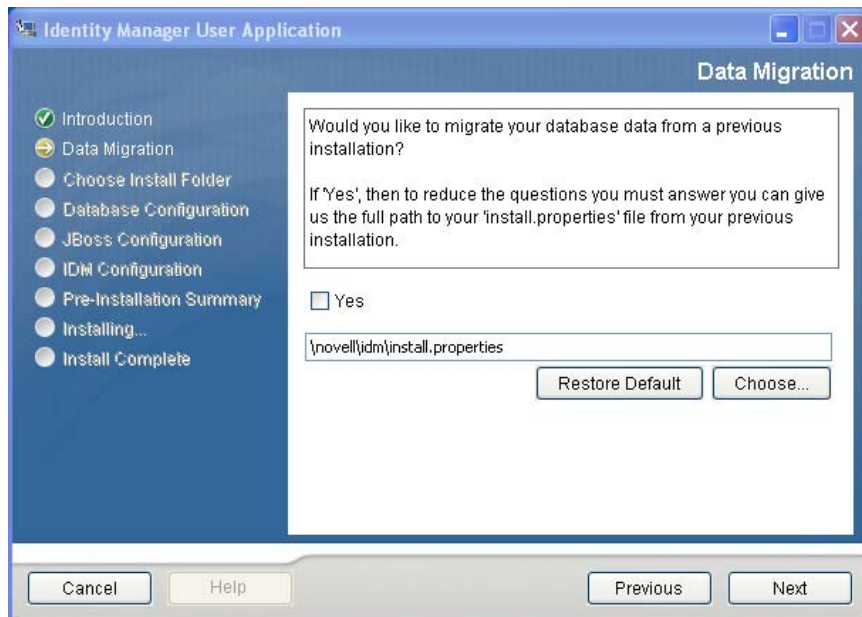 Identity Manager User Application
Data Migration
Introduction
Data Migration
Choose Install Folder
Database Configuration
JBoss Configuration
IDM Configuration
Pre-Installation Summary
Installing...
Install Complete
Would you like to migrate your database data from a previous
installation?
If 'Yes', then to reduce the questions you must answer you can give
us the full path to your 'install.properties' file from your previous
installation.
Yes
\novell\idm\install.properties
Restore Default
Choose...
Cancel
Help
Previous
Next